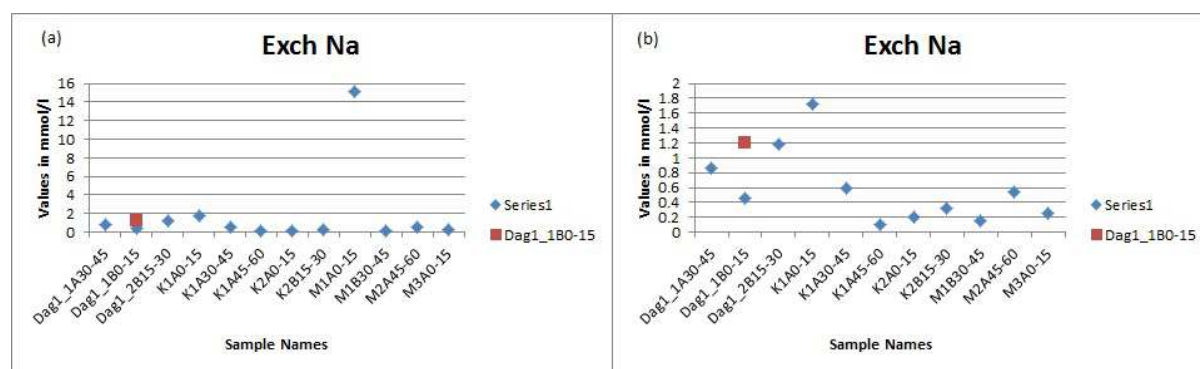 (a)
Exch Na
Values in mmol/l
16
14
12
10
8
6
4
2
0
Dag1_1A30-45
Dag1_1B0-15
Dag1_2B15-30
K1A0-15
K1A30-45
K1A45-60
K2A0-15
K2B15-30
M1A0-15
M1B30-45
M2A45-60
M3A0-15
Sample Names
Series1
Dag1_1B0-15
(b)
Exch Na
Values in mmol/l
2
1.8
1.6
1.4
1.2
1
0.8
0.6
0.4
0.2
0
Dag1_1A30-45
Dag1_1B0-15
Dag1_2B15-30
K1A0-15
K1A30-45
K1A45-60
K2A0-15
K2B15-30
M1B30-45
M2A45-60
M3A0-15
Sample Names
Series1
Dag1_1B0-15